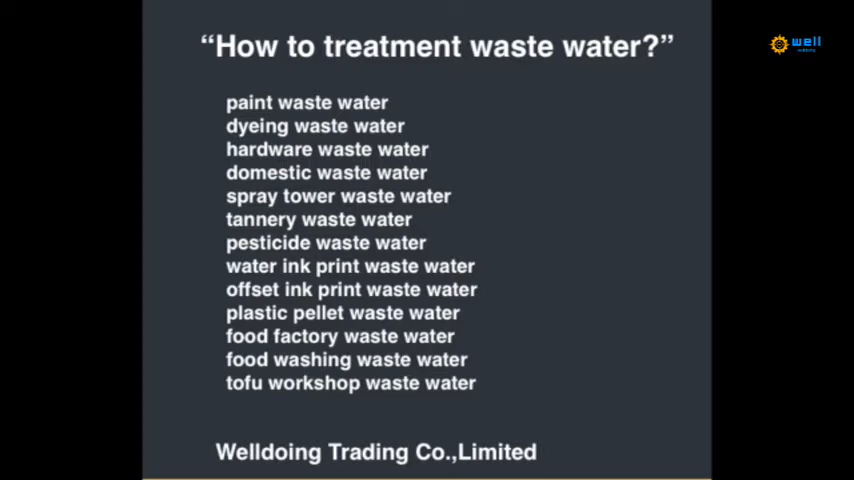 “How to treatment waste water?”
well
paint waste water
dyeing waste water
hardware waste water
domestic waste water
spray tower waste water
tannery waste water
pesticide waste water
water ink print waste water
offset ink print waste water
plastic pellet waste water
food factory waste water
food washing waste water
tofu workshop waste water
Welldoing Trading Co.,Limited